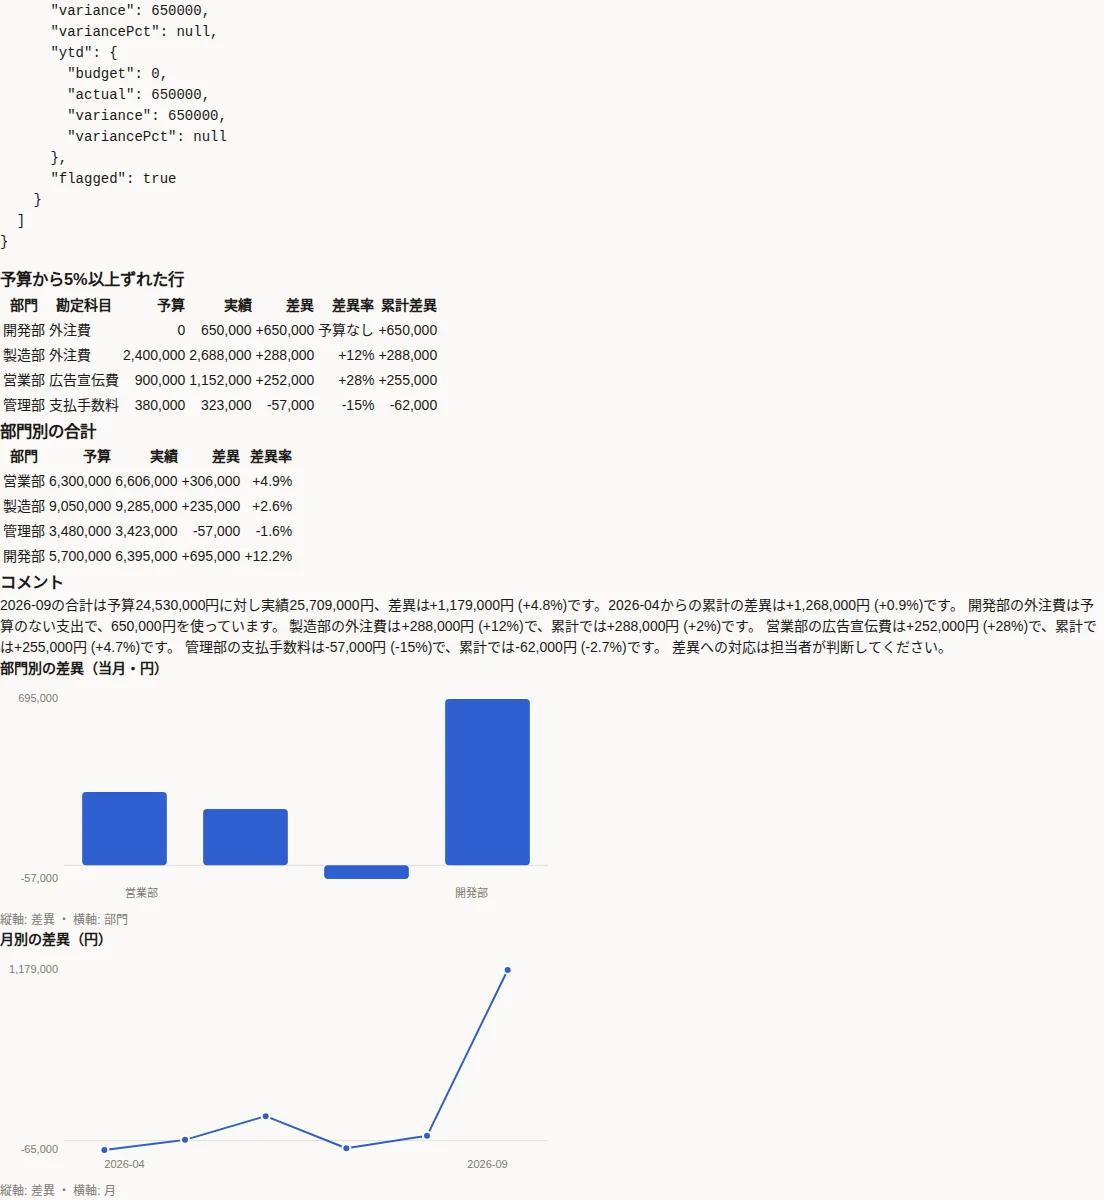 "variance": 650000,
"variancePct": null,
"ytd": {
"budget": 0,
"actual": 650000,
"variance": 650000,
"variancePct": null
},
"flagged": true
}
]
}
予算から5%以上ずれた行
部門 勘定科目 予算 実績 差異 差異率 累計差異
開発部 外注費 0 650,000 +650,000 予算なし +650,000
製造部 外注費 2,400,000 2,688,000 +288,000 +12% +288,000
営業部 広告宣伝費 900,000 1,152,000 +252,000 +28% +255,000
管理部 支払手数料 380,000 323,000 -57,000 -15% -62,000
部門別の合計
部門 予算 実績 差異 差異率
営業部 6,300,000 6,606,000 +306,000 +4.9%
製造部 9,050,000 9,285,000 +235,000 +2.6%
管理部 3,480,000 3,423,000 -57,000 -1.6%
開発部 5,700,000 6,395,000 +695,000 +12.2%
コメント
2026-09の合計は予算24,530,000円に対し実績25,709,000円、差異は+1,179,000円 (+4.8%)です。2026-04からの累計の差異は+1,268,000円 (+0.9%)です。 開発部の外注費は予
算のない支出で、650,000円を使っています。 製造部の外注費は+288,000円 (+12%)で、累計では+288,000円 (+2%)です。 営業部の広告宣伝費は+252,000円 (+28%)で、累計で
は+255,000円 (+4.7%)です。 管理部の支払手数料は-57,000円 (-15%)で、累計では-62,000円 (-2.7%)です。 差異への対応は担当者が判断してください。
部門別の差異（当月・円）
695,000
-57,000
営業部 開発部
縦軸: 差異 ・ 横軸: 部門
月別の差異（円）
1,179,000
-65,000
2026-04 2026-09
縦軸: 差異 ・ 横軸: 月